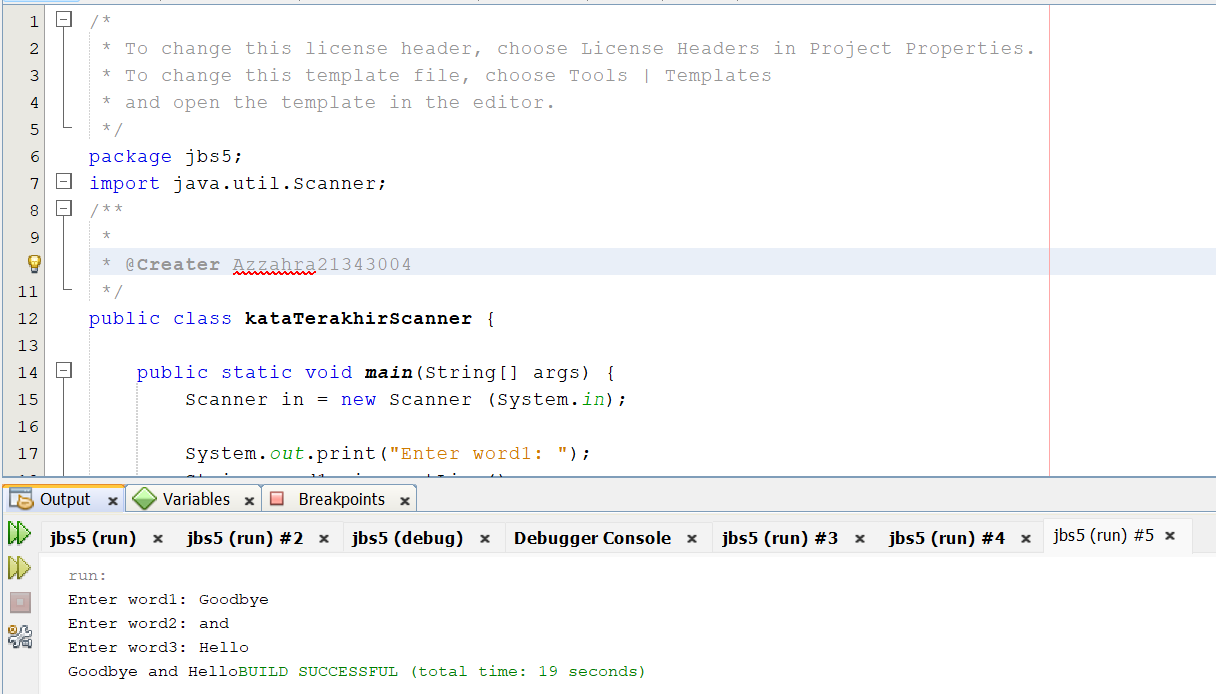 1 /*
2 * To change this license header, choose License Headers in Project Properties.
3 * To change this template file, choose Tools | Templates
4 * and open the template in the editor.
5 */
6 package jbs5;
7 import java.util.Scanner;
8 /**
9 *
* @Creater Azzahra21343004
11 */
12 public class kataTerakhirScanner {
13
14 public static void main(String[] args) {
15 Scanner in = new Scanner (System.in);
16
17 System.out.print("Enter word1: ");
Output Variables Breakpoints
jbs5 (run) jbs5 (run) #2 jbs5 (debug) Debugger Console jbs5 (run) #3 jbs5 (run) #4 jbs5 (run) #5
run:
Enter word1: Goodbye
Enter word2: and
Enter word3: Hello
Goodbye and HelloBUILD SUCCESSFUL (total time: 19 seconds)